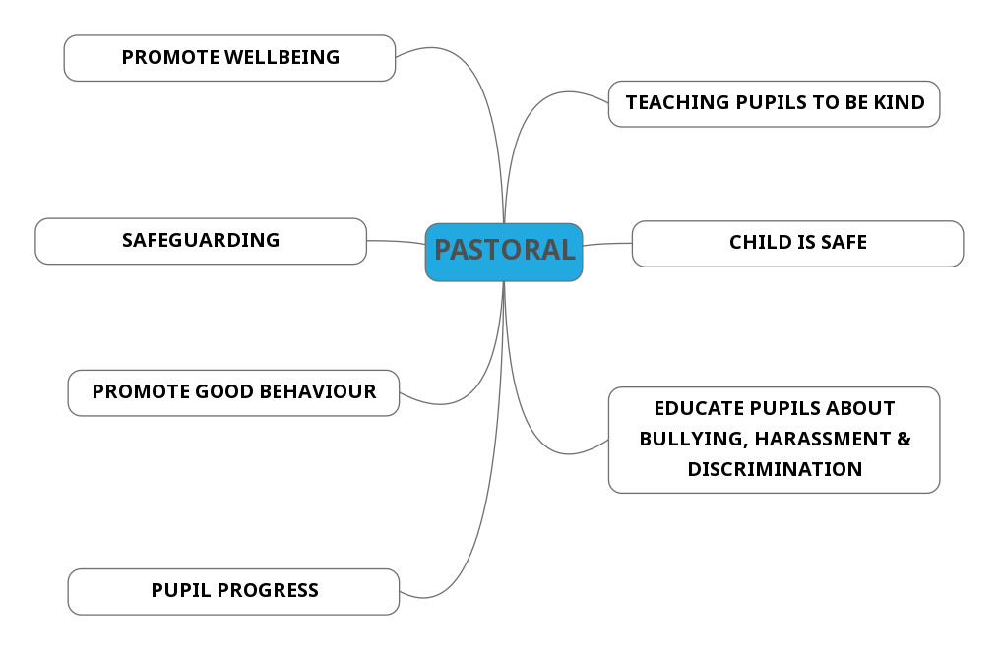 PROMOTE WELLBEING
TEACHING PUPILS TO BE KIND
SAFEGUARDING
PASTORAL
CHILD IS SAFE
PROMOTE GOOD BEHAVIOUR
EDUCATE PUPILS ABOUT
BULLYING, HARASSMENT &
DISCRIMINATION
PUPIL PROGRESS